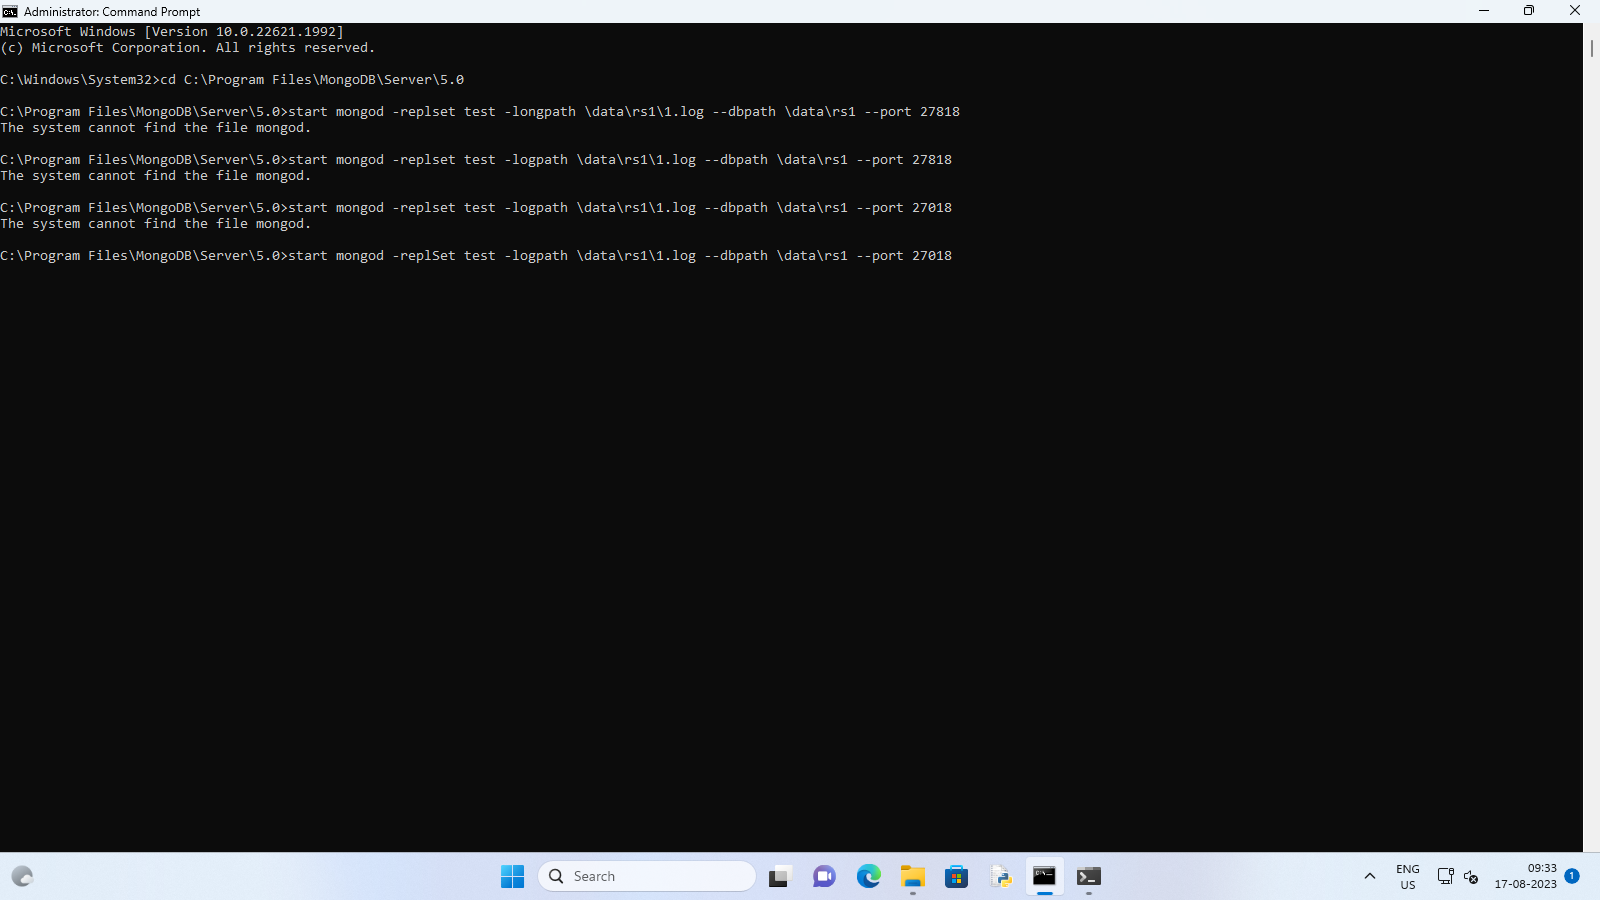 Administrator: Command Prompt
Microsoft Windows [Version 10.0.22621.1992]
(c) Microsoft Corporation. All rights reserved.
C:\Windows\System32>cd C:\Program Files\MongoDB\Server\5.0
C:\Program Files\MongoDB\Server\5.0>start mongod -replset test -longpath \data\rs1\1.log --dbpath \data\rs1 --port 27818
The system cannot find the file mongod.
C:\Program Files\MongoDB\Server\5.0>start mongod -replset test -logpath \data\rs1\1.log --dbpath \data\rs1 --port 27818
The system cannot find the file mongod.
C:\Program Files\MongoDB\Server\5.0>start mongod -replset test -logpath \data\rs1\1.log --dbpath \data\rs1 --port 27018
The system cannot find the file mongod.
C:\Program Files\MongoDB\Server\5.0>start mongod -replSet test -logpath \data\rs1\1.log --dbpath \data\rs1 --port 27018
Search
ENG
US
09:33
17-08-2023
1